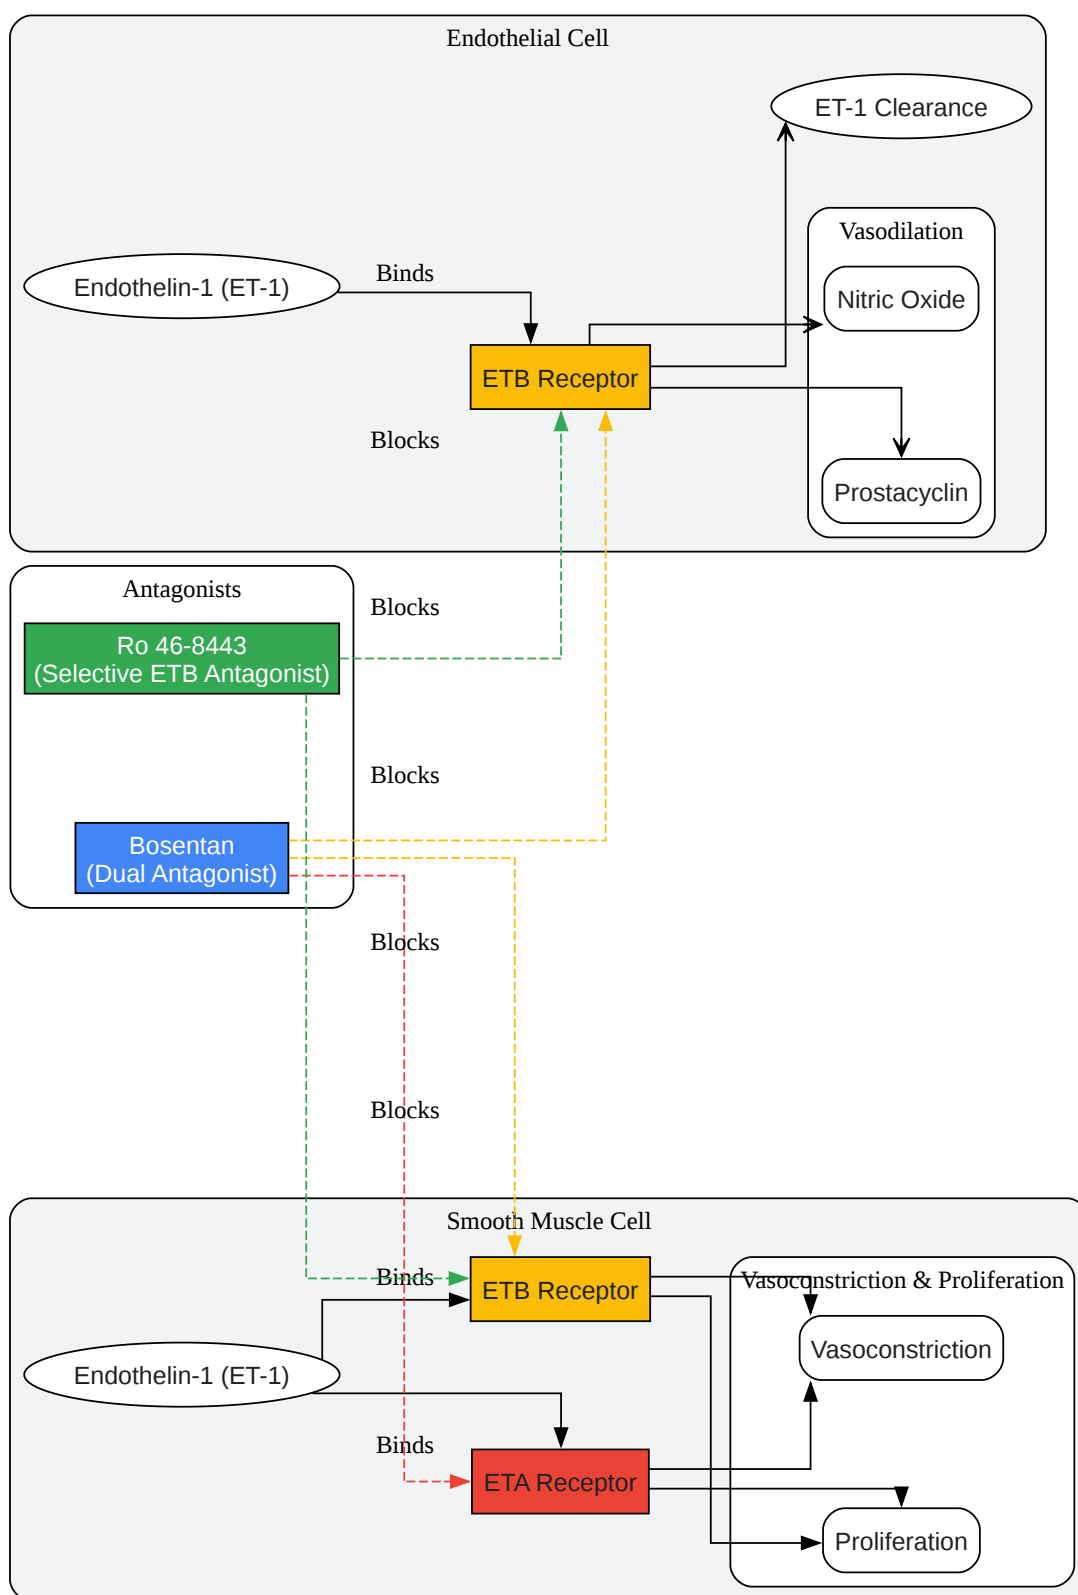 Endothelial Cell
ET-1 Clearance
Vasodilation
Endothelin-1 (ET-1)
Binds
Nitric Oxide
ETB Receptor
Blocks
Prostacyclin
Antagonists
Blocks
Ro 46-8443
(Selective ETB Antagonist)
Blocks
Bosentan
(Dual Antagonist)
Blocks
Blocks
Smooth Muscle Cell
Binds
ETB Receptor
Vasoconstriction & Proliferation
Vasoconstriction
Endothelin-1 (ET-1)
Binds
ETA Receptor
Proliferation